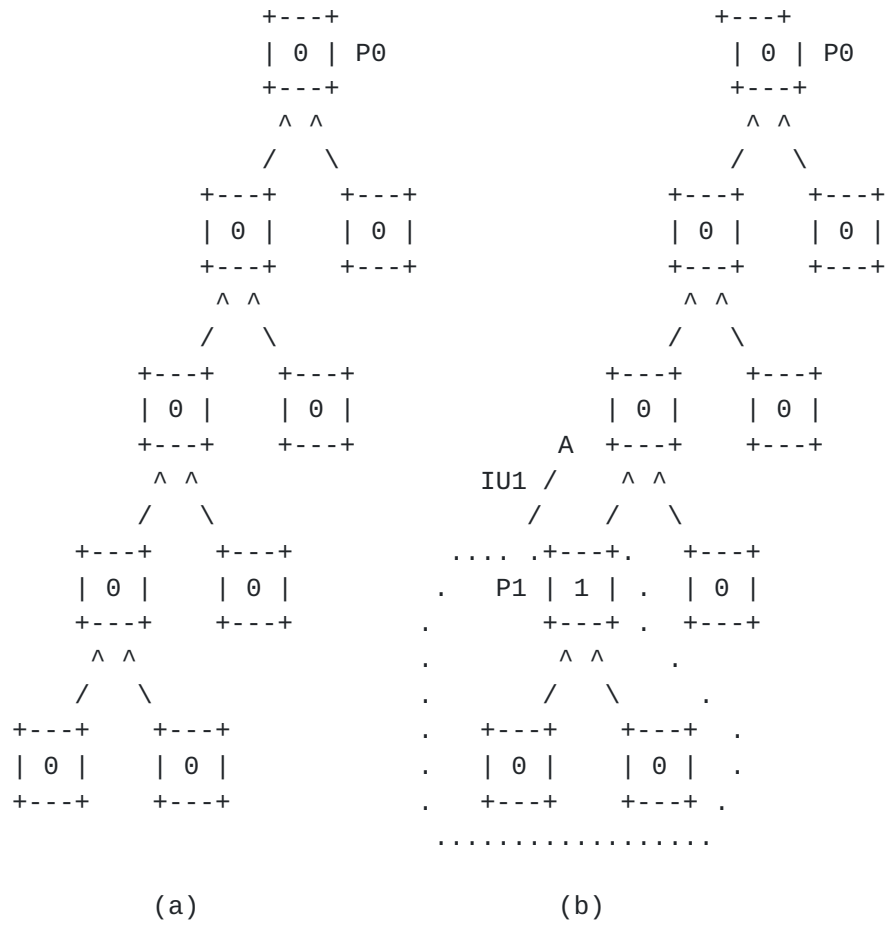 +---+                        +---+
| 0 | P0                      | 0 | P0
+---+                         +---+
^ ^                           ^ ^
/   \                         /   \
+---+    +---+                +---+    +---+
| 0 |    | 0 |                | 0 |    | 0 |
+---+    +---+                +---+    +---+
^ ^                           ^ ^
/   \                         /   \
+---+    +---+                +---+    +---+
| 0 |    | 0 |                | 0 |    | 0 |
+---+    +---+             A  +---+    +---+
^ ^                  IU1 /    ^ ^
/   \                   /    /   \
+---+    +---+          .... .+---+.   +---+
| 0 |    | 0 |         .   P1 | 1 | .  | 0 |
+---+    +---+        .       +---+ .  +---+
^ ^                   .        ^ ^    .
/   \                 .       /   \     .
+---+    +---+            .   +---+    +---+  .
| 0 |    | 0 |            .   | 0 |    | 0 |  .
+---+    +---+            .   +---+    +---+ .
..................
(a)                       (b)